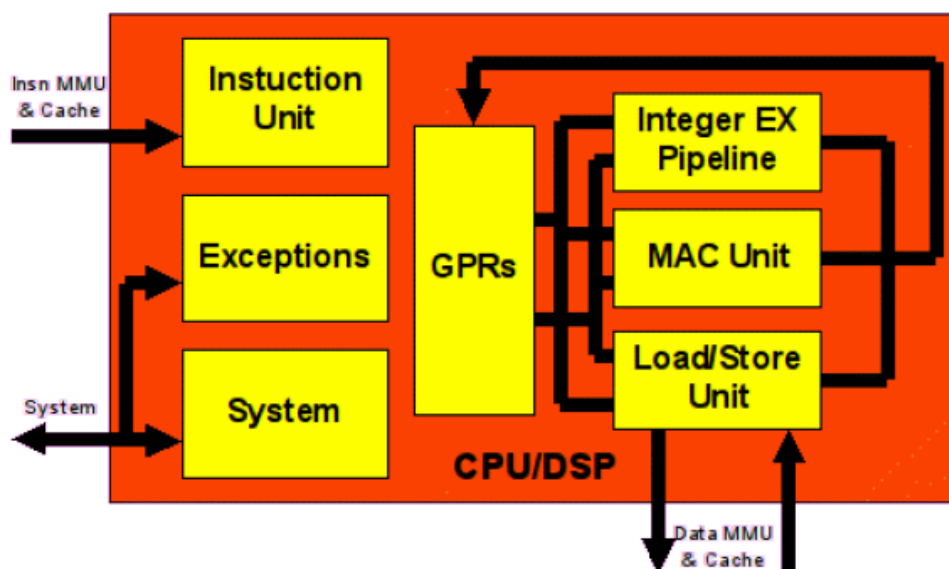 Insn MMU
& Cache
Instuction
Unit
Exceptions
System
System
GPRs
Integer EX
Pipeline
MAC Unit
Load/Store
Unit
CPU/DSP
Data MMU
& Cache